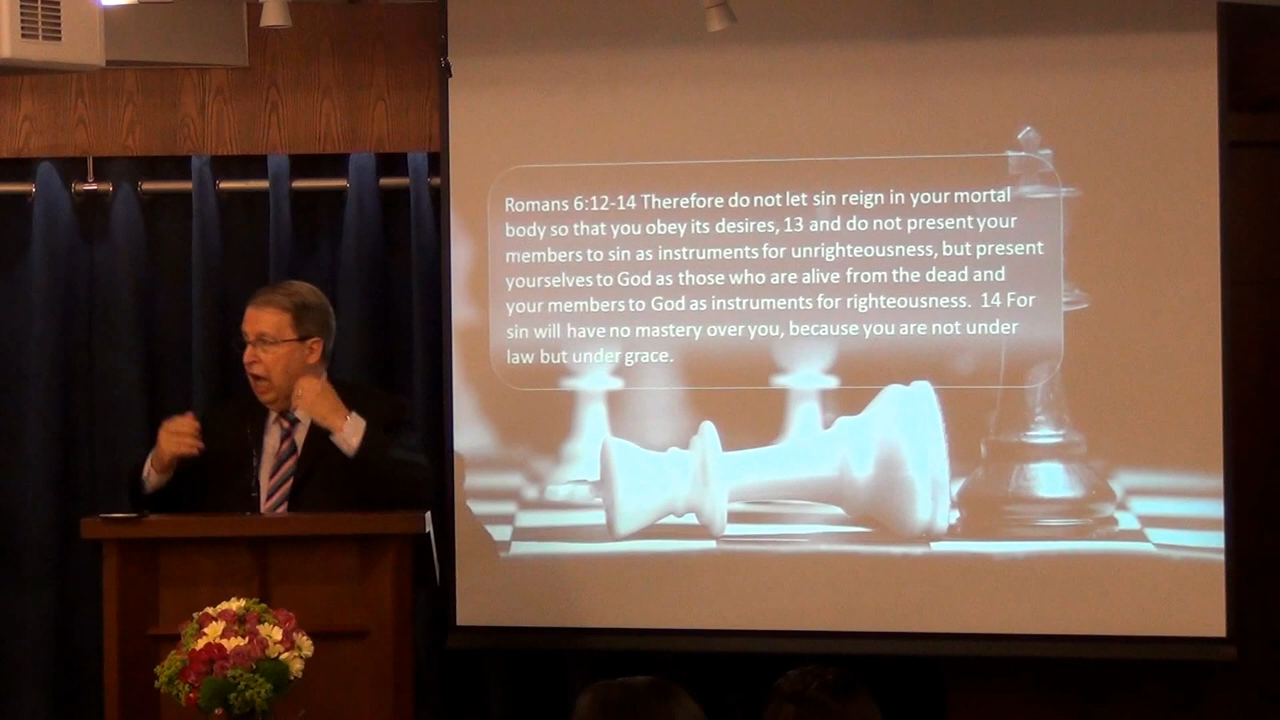 Romans 6:12-14 Therefore do not let sin reign in your mortal
body so that you obey its desires, 13 and do not present your
members to sin as instruments for unrighteousness, but present
yourselves to God as those who are alive from the dead and
your members to God as instruments for righteousness. 14 For
sin will have no mastery over you, because you are not under
law but under grace.